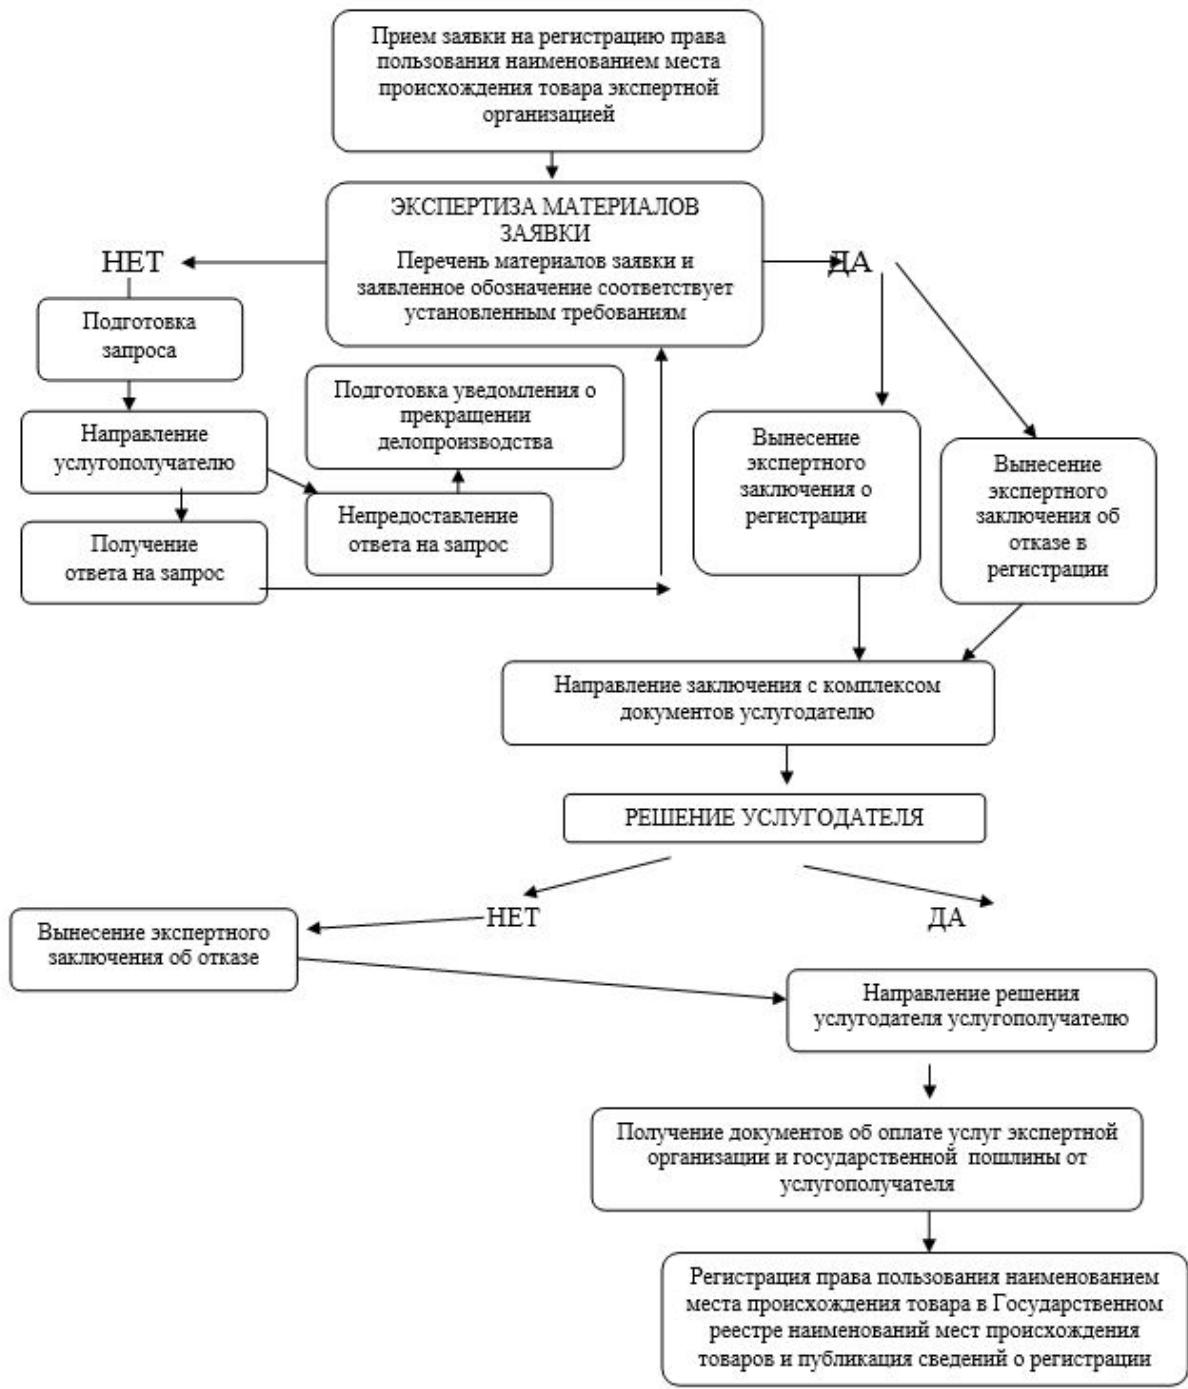 Прием заявки на регистрацию права
пользования наименованием места
происхождения товара экспертной
организацией
ЭКСПЕРТИЗА МАТЕРИАЛОВ
ЗАЯВКИ
Перечень материалов заявки и
заявленное обозначение соответствует
установленным требованиям
НЕТ
ДА
Подготовка
запроса
Направление
услугополучателю
Получение
ответа на запрос
Подготовка уведомления о
прекращении
делопроизводства
Непредоставление
ответа на запрос
Вынесение
экспертного
заключения о
регистрации
Вынесение
экспертного
заключения об
отказе в
регистрации
Направление заключения с комплексом
документов услугодателю
РЕШЕНИЕ УСЛУГОДАТЕЛЯ
НЕТ
ДА
Вынесение экспертного
заключения об отказе
Направление решения
услугодателя услугополучателю
Получение документов об оплате услуг экспертной
организации и государственной пошлины от
услугополучателя
Регистрация права пользования наименованием
места происхождения товара в Государственном
реестре наименований мест происхождения
товаров и публикация сведений о регистрации